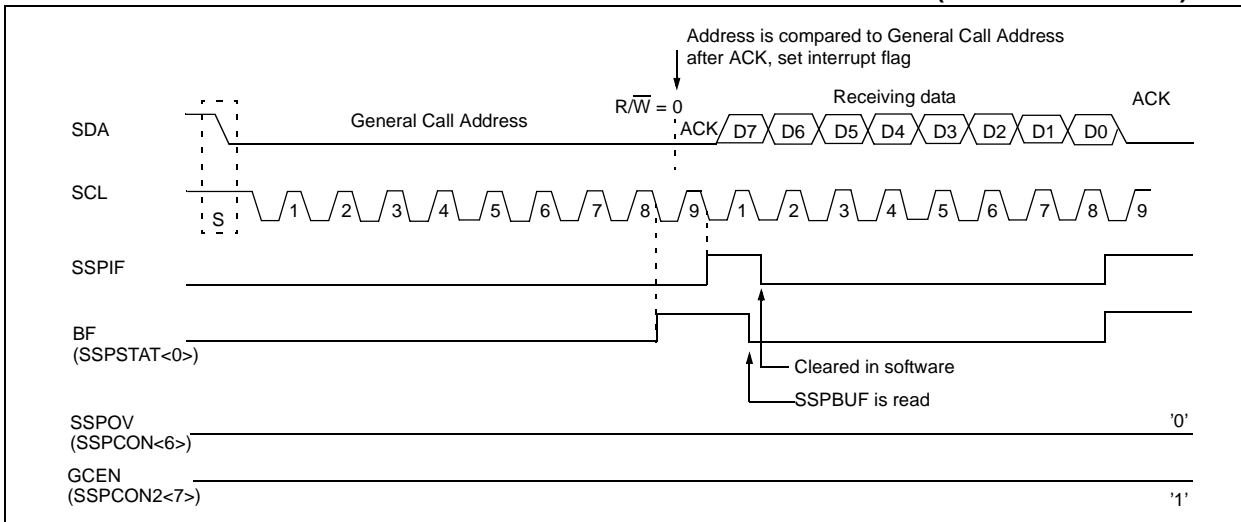 Address is compared to General Call Address
after ACK, set interrupt flag
R/W̅ = 0
Receiving data
ACK
SDA
General Call Address
ACK
D7
D6
D5
D4
D3
D2
D1
D0
SCL
S
1
2
3
4
5
6
7
8
9
1
2
3
4
5
6
7
8
9
SSPIF
BF
(SSPSTAT<0>)
Cleared in software
SSPBUF is read
SSPOV
(SSPCON<6>)
'0'
GCEN
(SSPCON2<7>)
'1'